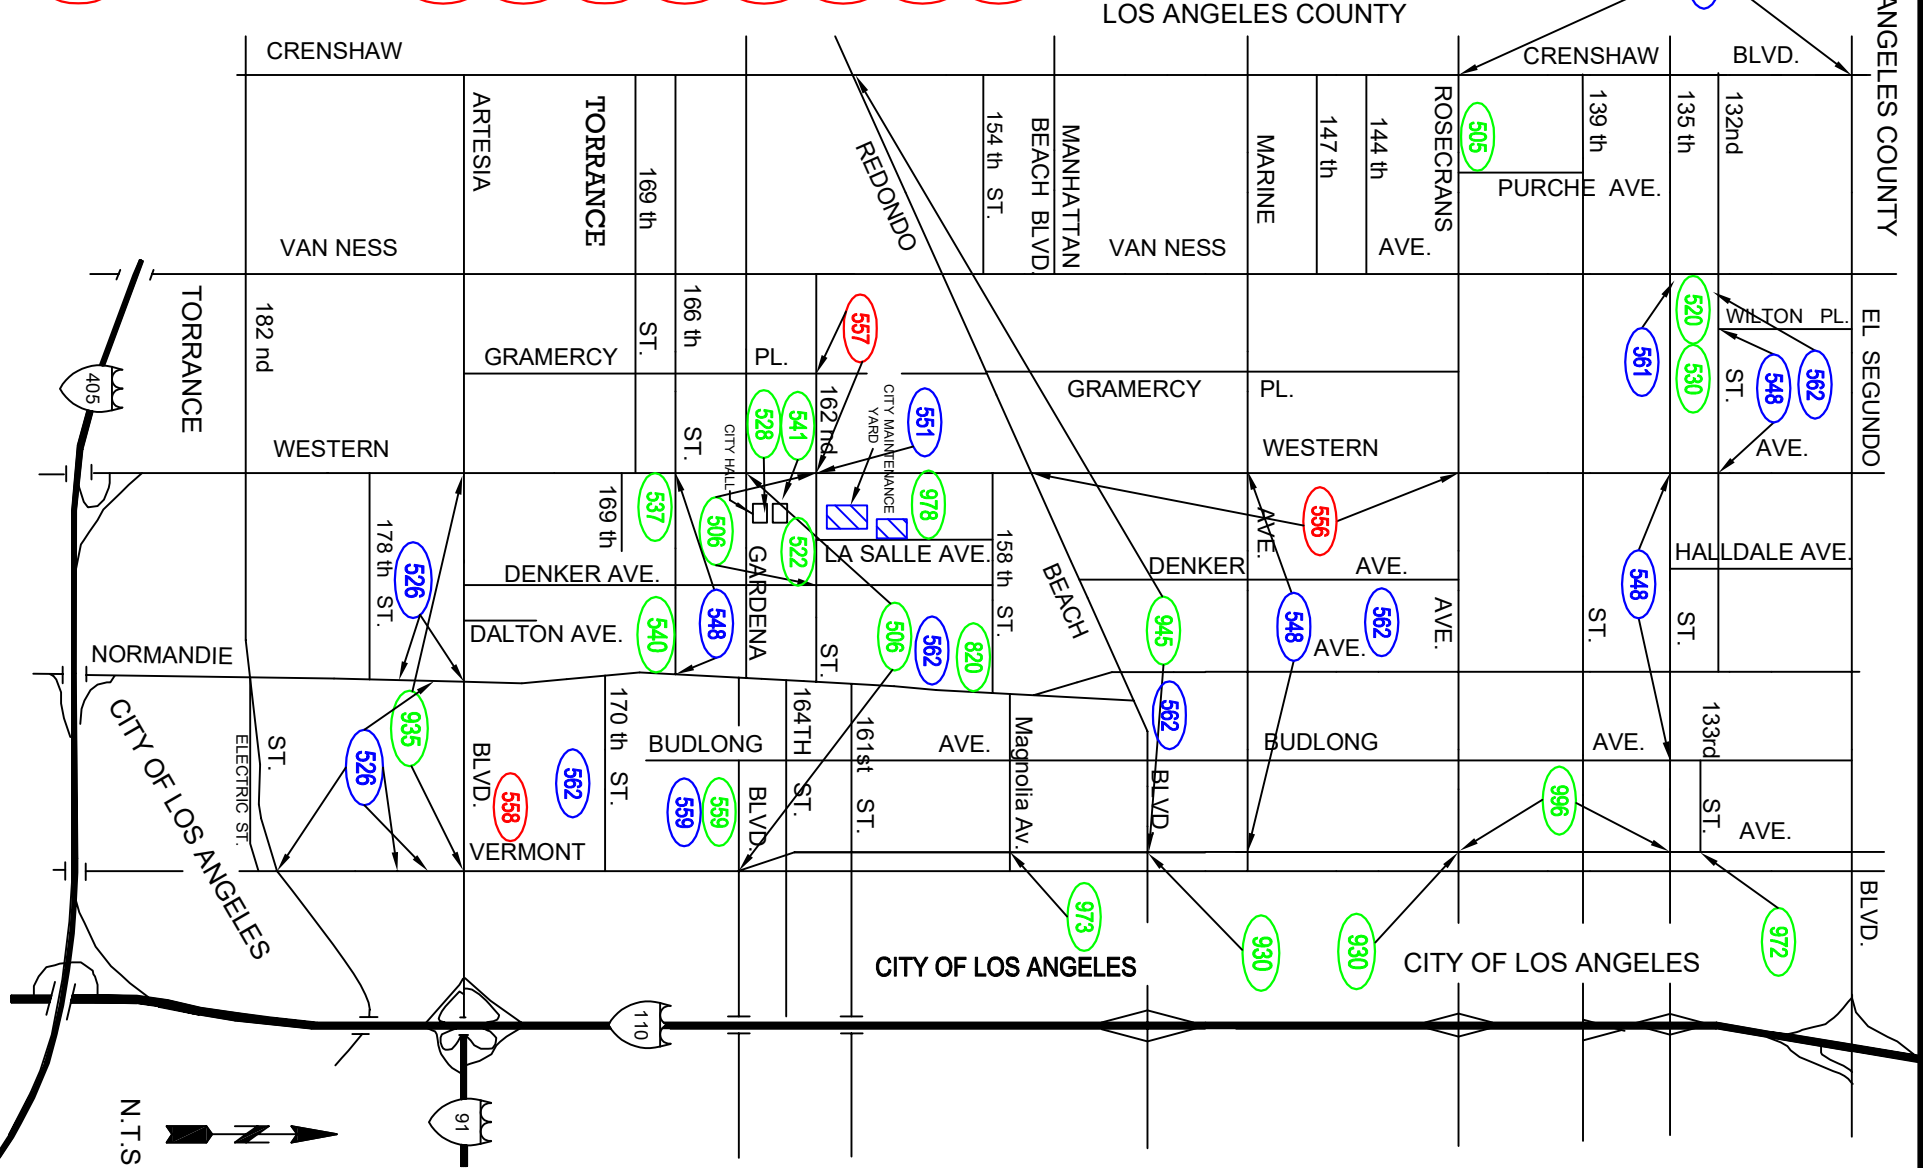 LOS ANGELES COUNTY
ANGELES COUNTY
CRENSHAW
CRENSHAW
BLVD.
ARTESIA
TORRANCE
169 th
REDONDO
154 th ST.
MANHATTAN
BEACH BLVD.
MARINE
147 th
144 th
ROSECRANS
505
139 th
135 th
132nd
PURCHE AVE.
VAN NESS
VAN NESS
AVE.
TORRANCE
182 nd
ST.
166 th
557
520
WILTON PL.
EL SEGUNDO
405
GRAMERCY
PL.
GRAMERCY
PL.
561
530
ST.
548
562
162 nd
CITY MAINTENANCE
YARD
551
528
541
CITY HALL
ST.
WESTERN
WESTERN
AVE.
169 th
537
506
522
978
556
AVE.
178 th ST.
526
DENKER AVE.
GARDENA
LA SALLE AVE.
158 th ST.
BEACH
DENKER
AVE.
HALLDALE AVE.
548
DALTON AVE.
540
548
506
562
820
945
548
AVE.
562
AVE.
ST.
ST.
NORMANDIE
ST.
CITY OF LOS ANGELES
935
170 th ST.
164TH ST.
161st ST.
Magnolia Av.
562
133rd
ST.
ELECTRIC ST.
ST.
526
BLVD.
BUDLONG
AVE.
BUDLONG
AVE.
558
562
559
559
BLVD.
BLVD
996
AVE.
VERMONT
973
930
930
972
BLVD.
CITY OF LOS ANGELES
CITY OF LOS ANGELES
110
91
N.T.S
N